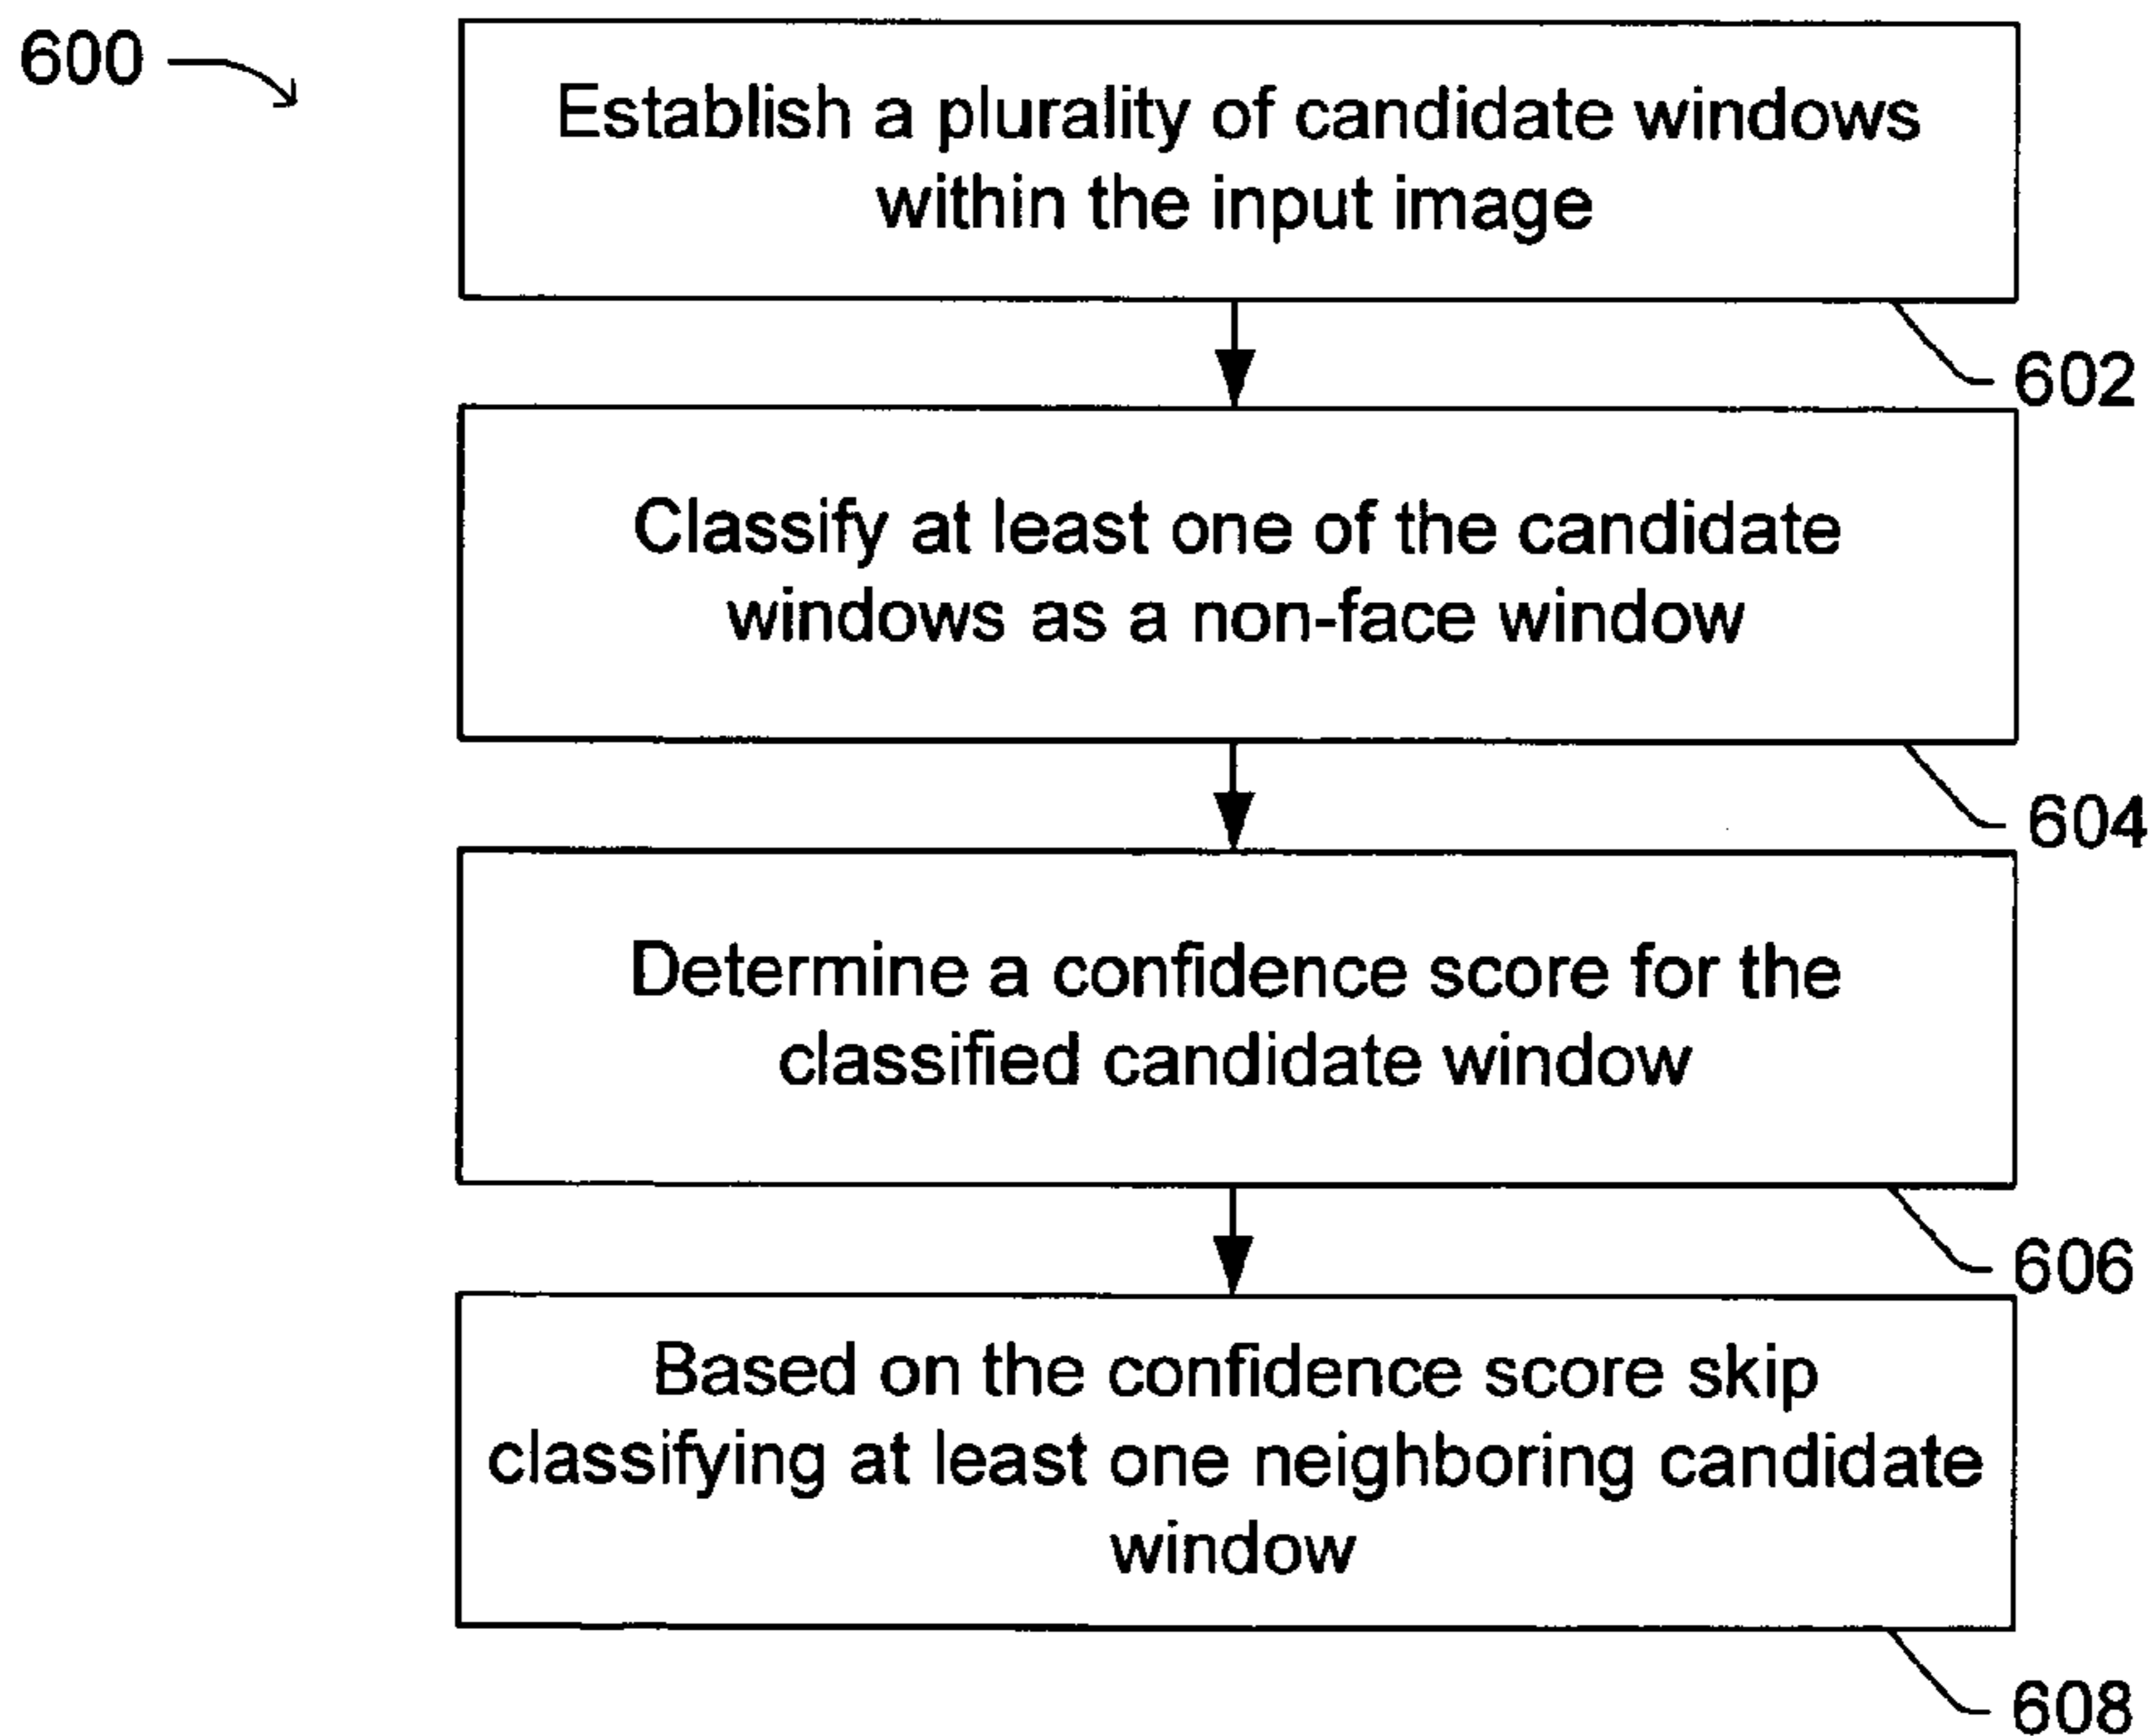 600
Establish a plurality of candidate windows
within the input image
602
Classify at least one of the candidate
windows as a non-face window
604
Determine a confidence score for the
classified candidate window
606
Based on the confidence score skip
classifying at least one neighboring candidate
window
608